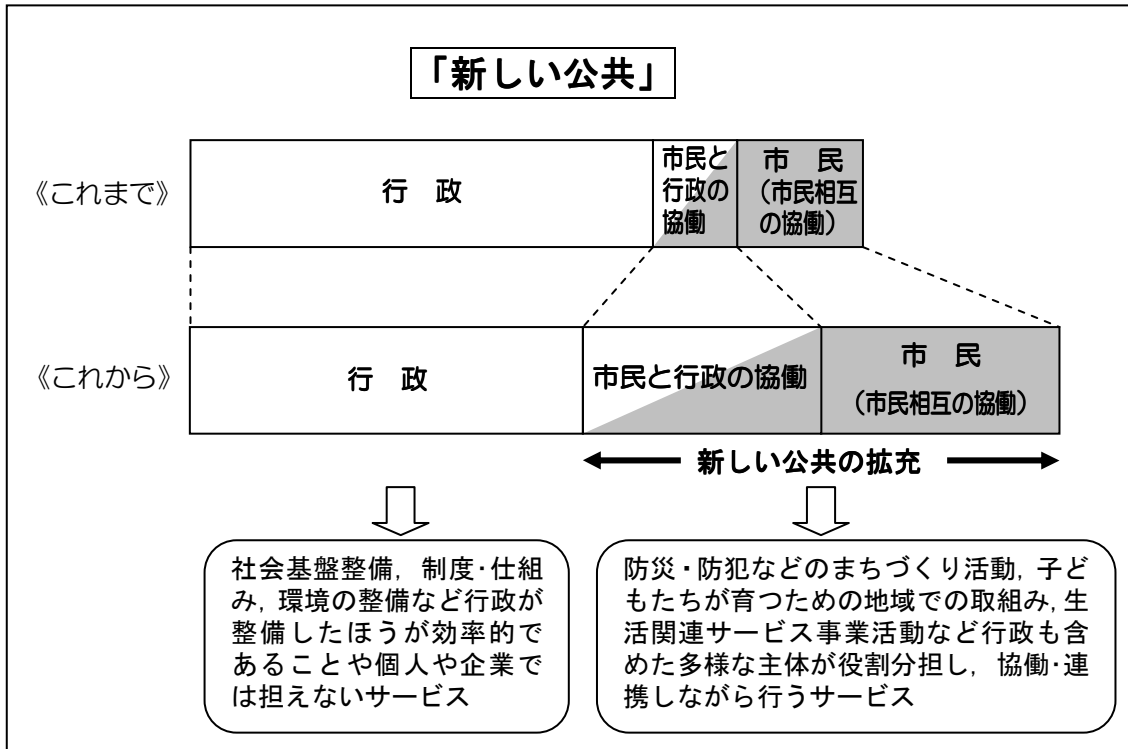 「新しい公共」
《これまで》
行　政
市民と
行政の
協働
市　民
（市民相互
の協働）
《これから》
行　政
市民と行政の協働
市　民
（市民相互の協働）
新しい公共の拡充
社会基盤整備，制度・仕組
み，環境の整備など行政が
整備したほうが効率的で
あることや個人や企業で
は担えないサービス
防災・防犯などのまちづくり活動，子ど
もたちが育つための地域での取組み，生
活関連サービス事業活動など行政も含
めた多様な主体が役割分担し，協働・連
携しながら行うサービス